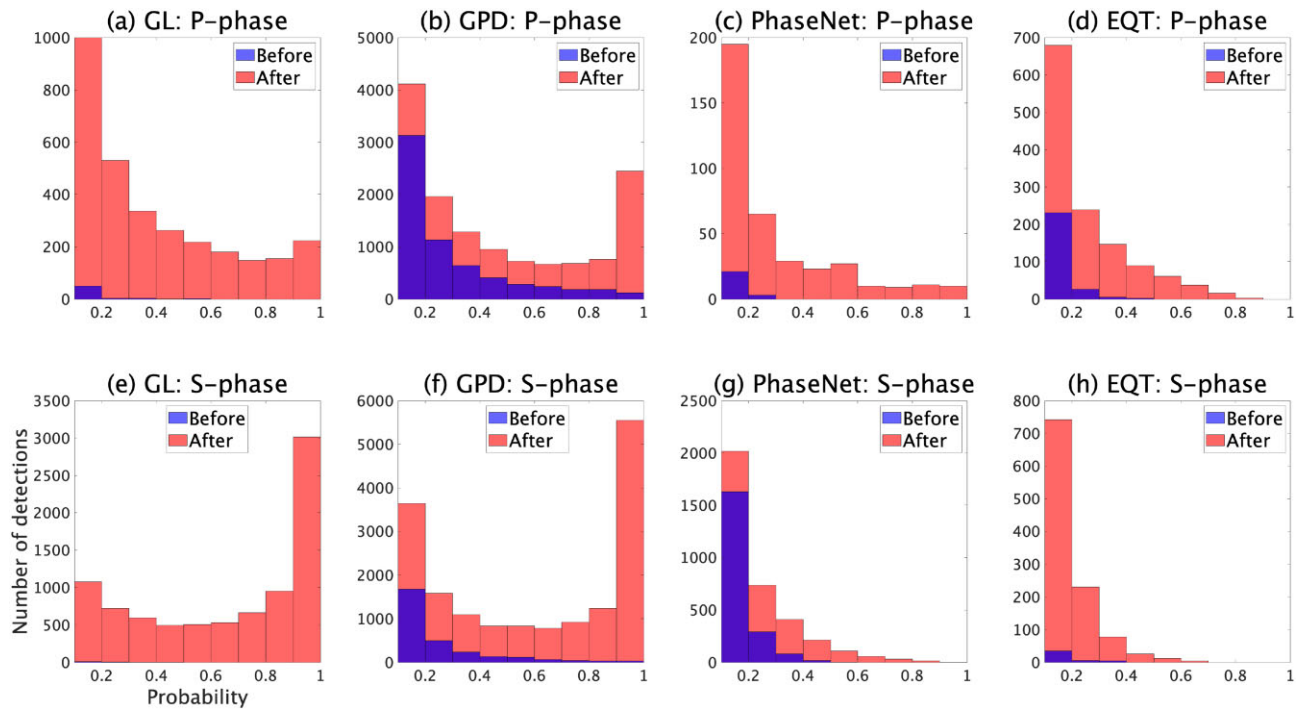 (a) GL: P-phase
(b) GPD: P-phase
(c) PhaseNet: P-phase
(d) EQT: P-phase
1000
800
600
400
200
0
0.2 0.4 0.6 0.8 1
Before
After
5000
4000
3000
2000
1000
0
0.2 0.4 0.6 0.8 1
Before
After
200
150
100
50
0
0.2 0.4 0.6 0.8 1
Before
After
700
600
500
400
300
200
100
0
0.2 0.4 0.6 0.8 1
Before
After
(e) GL: S-phase
(f) GPD: S-phase
(g) PhaseNet: S-phase
(h) EQT: S-phase
Number of detections
3500
3000
2500
2000
1500
1000
500
0
0.2 0.4 0.6 0.8 1
Probability
Before
After
6000
5000
4000
3000
2000
1000
0
0.2 0.4 0.6 0.8 1
Before
After
2500
2000
1500
1000
500
0
0.2 0.4 0.6 0.8 1
Before
After
800
700
600
500
400
300
200
100
0
0.2 0.4 0.6 0.8 1
Before
After